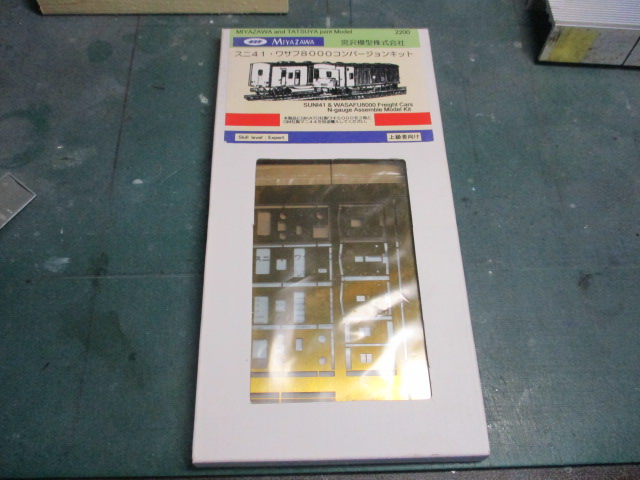 MIYAZAWA and TATSUYA joint Model 2200
MIYAZAWA 宮沢模型株式会社
スニ41・ワサフ8000コンバージョンキット
SUNI41 & WASAFU8000 Freight Cars
N-gauge Assemble Model Kit
Skill level : Expert 上級者向け